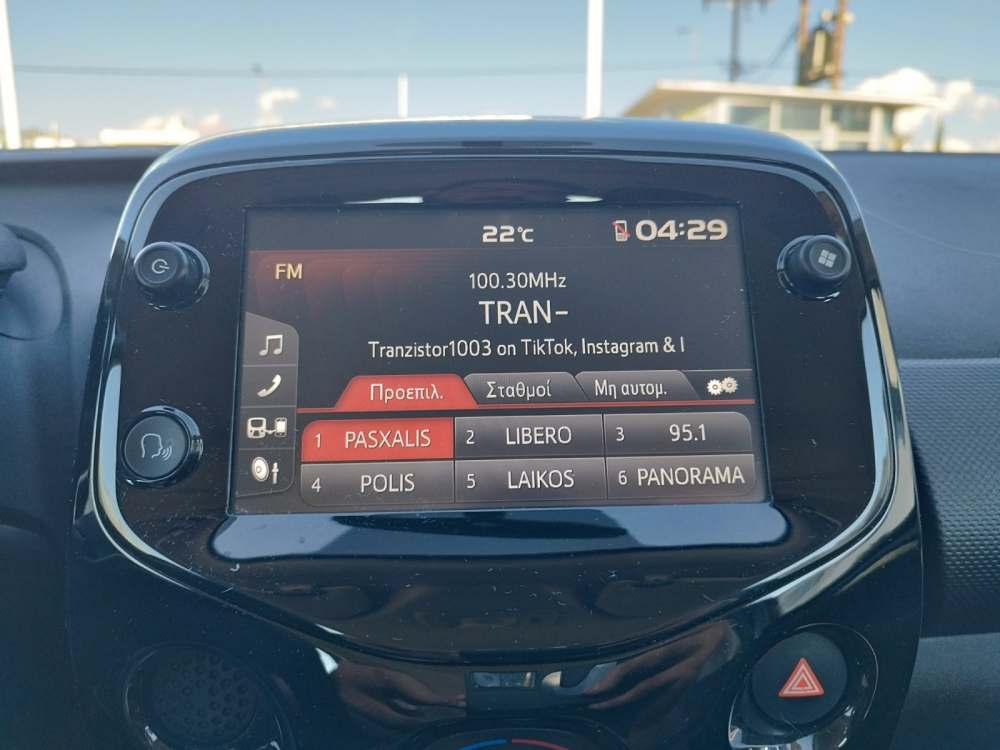 22°C 04:29
FM
100.30MHz
TRAN-
Tranzistor1003 on TikTok, Instagram & I
Προεπιλ. Σταθμοί Μη αυτομ.
1 PASXALIS 2 LIBERO 3 95.1
4 POLIS 5 LAIKOS 6 PANORAMA